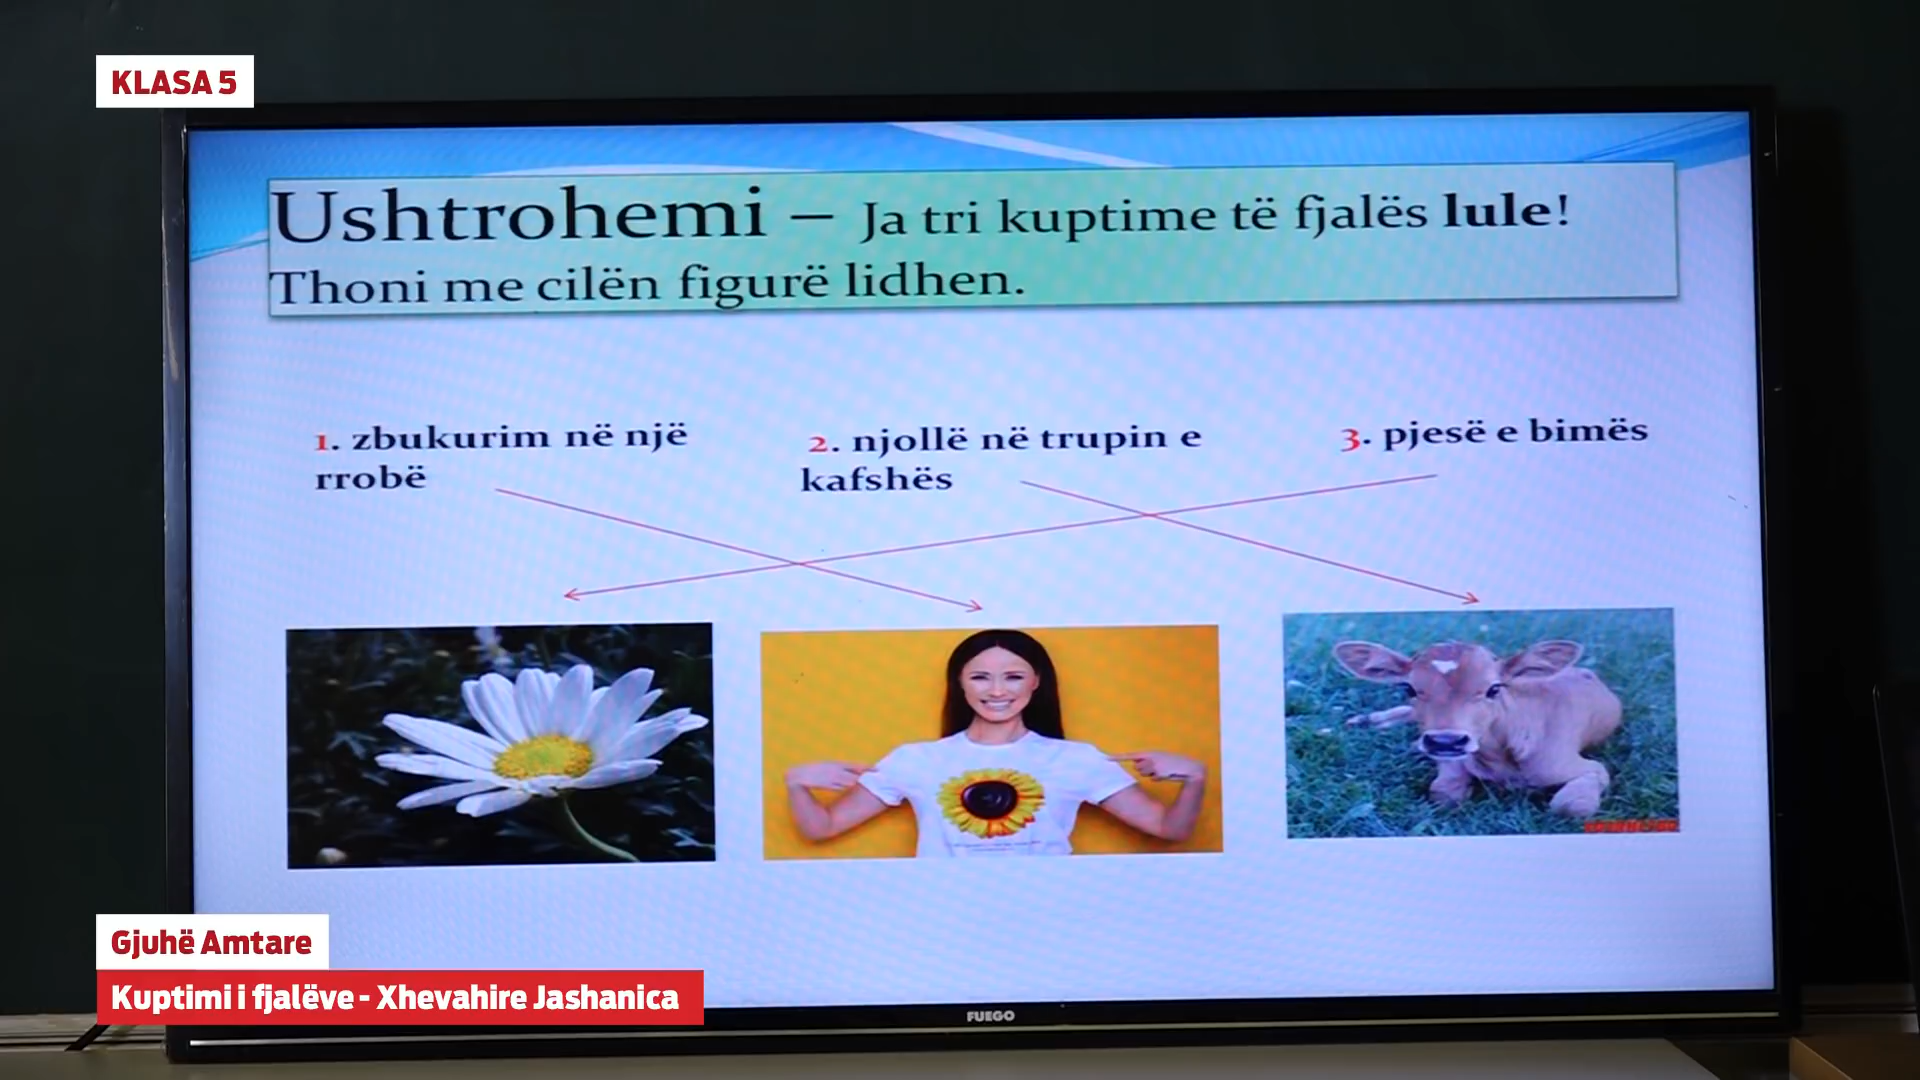 KLASA 5
Ushtrohemi – Ja tri kuptime të fjalës lule!
Thoni me cilën figurë lidhen.
1. zbukurim në një
rrobë
2. njollë në trupin e
kafshës
3. pjesë e bimës
Gjuhë Amtare
Kuptimi i fjalëve - Xhevahire Jashanica
FUEGO